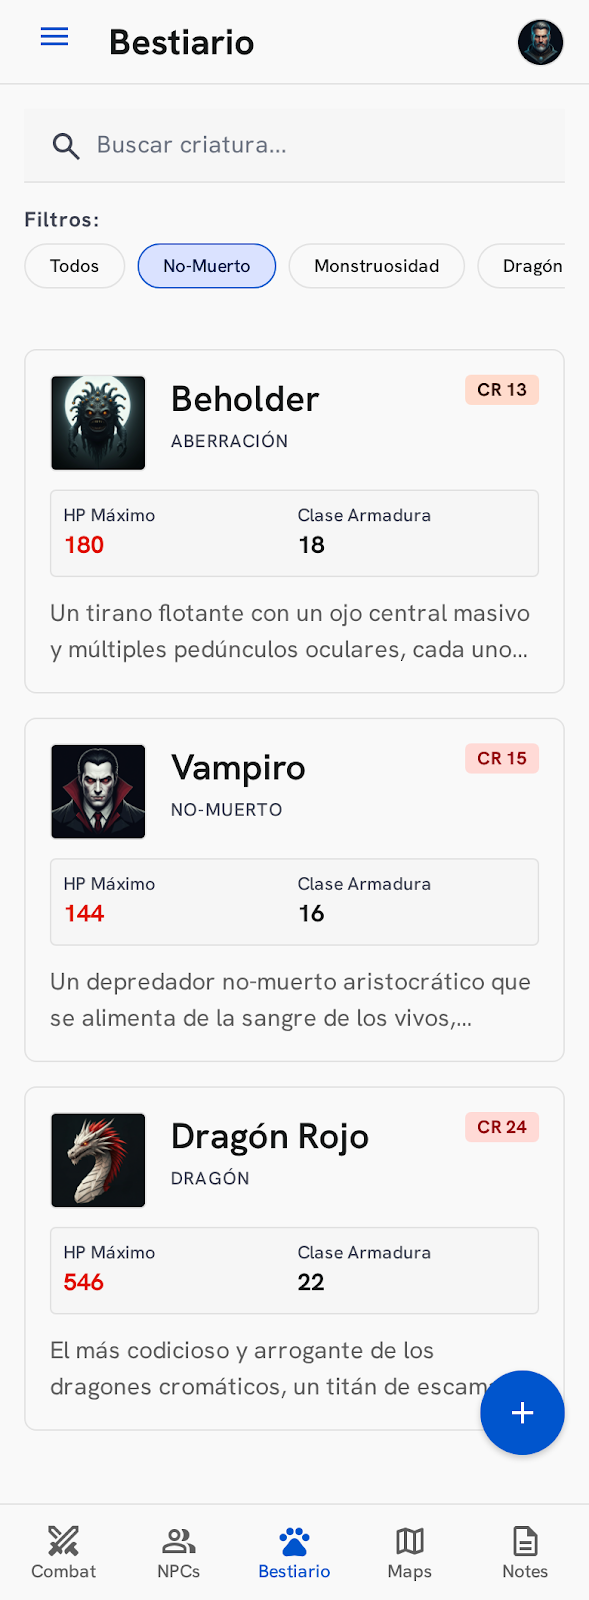 Bestiario
Buscar criatura...
Filtros:
Todos
No-Muerto
Monstruosidad
Dragón
Beholder
CR 13
ABERRACIÓN
HP Máximo
Clase Armadura
180
18
Un tirano flotante con un ojo central masivo
y múltiples pedúnculos oculares, cada uno...
Vampiro
CR 15
NO-MUERTO
HP Máximo
Clase Armadura
144
16
Un depredador no-muerto aristocrático que
se alimenta de la sangre de los vivos,...
Dragón Rojo
CR 24
DRAGÓN
HP Máximo
Clase Armadura
546
22
El más codicioso y arrogante de los
dragones cromáticos, un titán de
Combat
NPCs
Bestiario
Maps
Notes